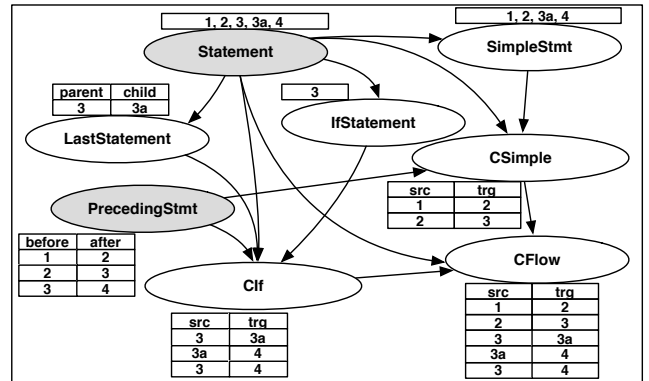 1, 2, 3, 3a, 4
Statement
1, 2, 3a, 4
SimpleStmt
parent child
3 3a
LastStatement
3
IfStatement
CSimple
src trg
1 2
2 3
PrecedingStmt
before after
1 2
2 3
3 4
CIf
src trg
3 3a
3a 4
3 4
CFlow
src trg
1 2
2 3
3 3a
3a 4
3 4